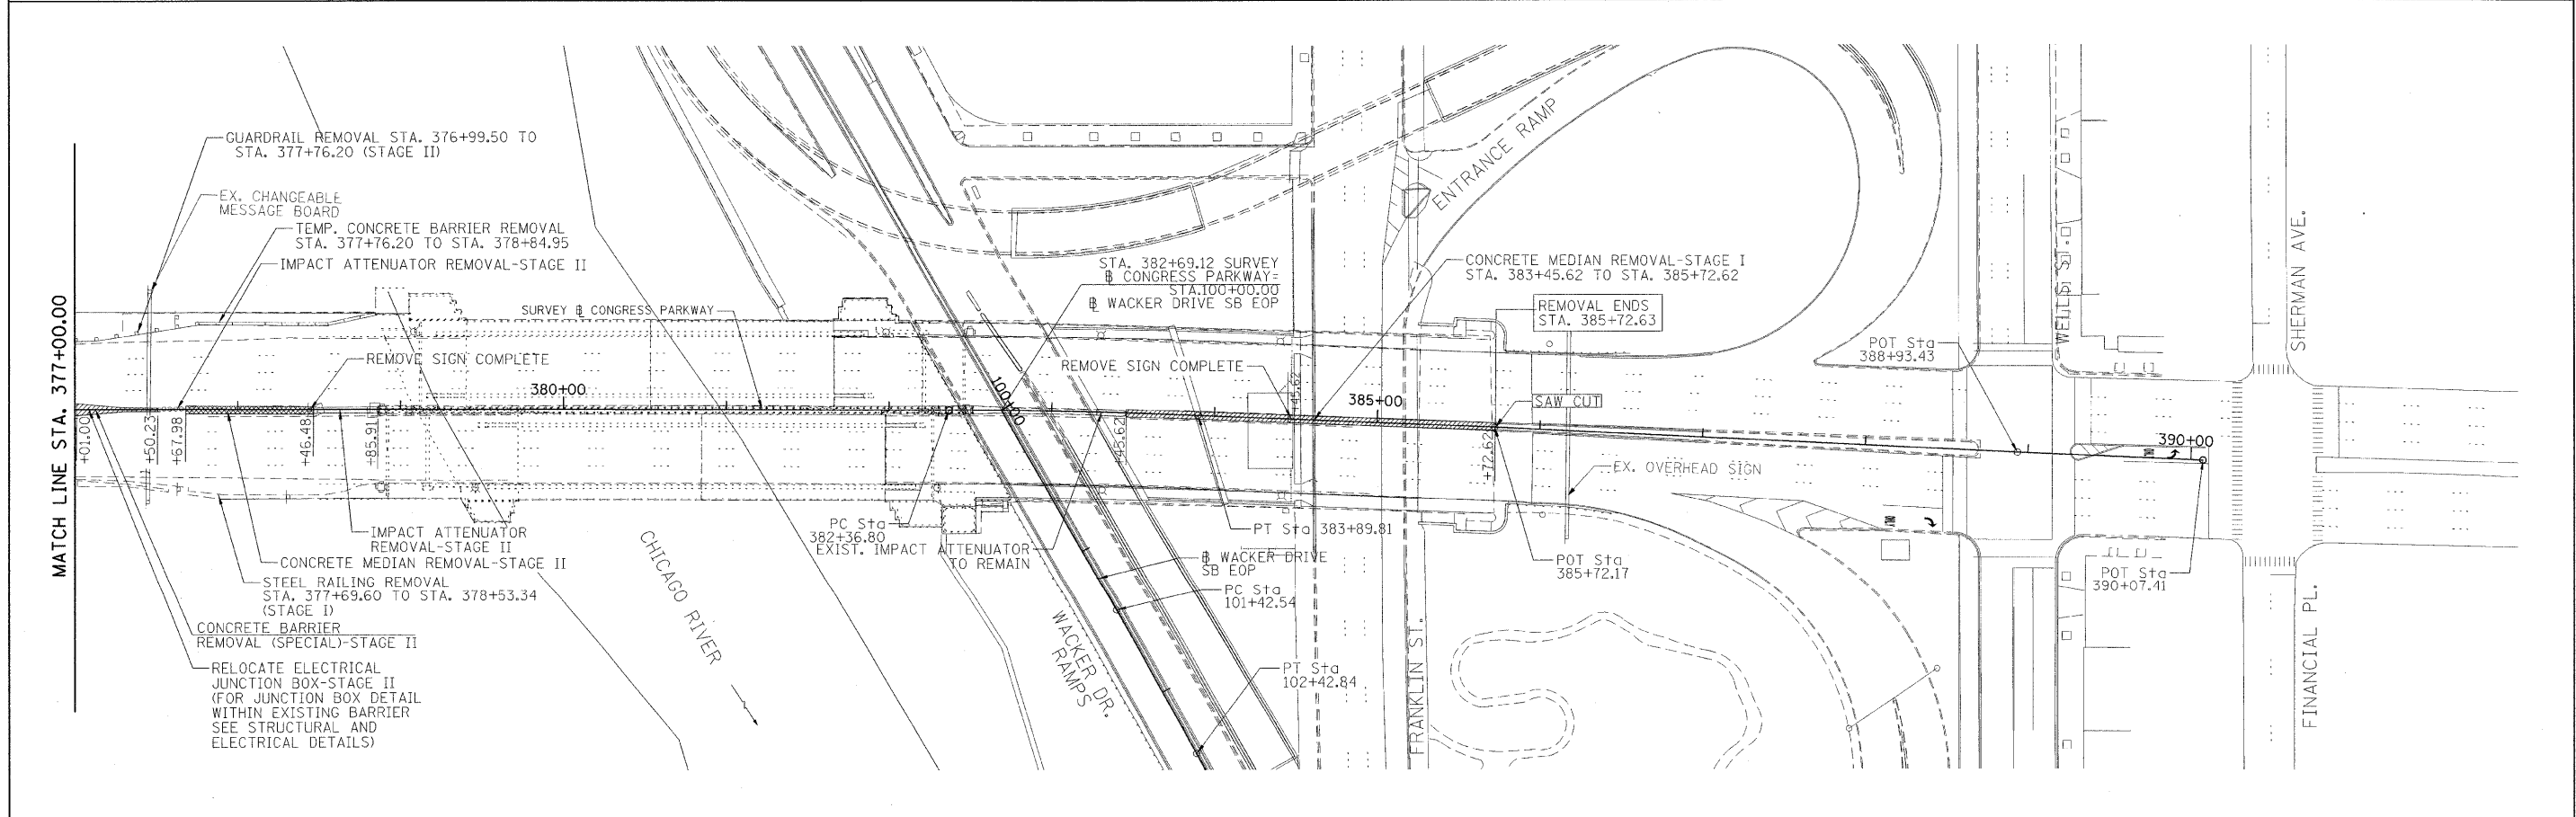 GUARDRAIL REMOVAL STA. 376+99.50 TO
STA. 377+76.20 (STAGE II)
EX. CHANGEABLE
MESSAGE BOARD
TEMP. CONCRETE BARRIER REMOVAL
STA. 377+76.20 TO STA. 378+84.95
IMPACT ATTENUATOR REMOVAL-STAGE II
MATCH LINE STA. 377+00.00
SURVEY ℄ CONGRESS PARKWAY
REMOVE SIGN COMPLETE
380+00
+01.00
+50.23
+67.98
+46.48
+85.91
IMPACT ATTENUATOR
REMOVAL-STAGE II
CONCRETE MEDIAN REMOVAL-STAGE II
STEEL RAILING REMOVAL
STA. 377+69.60 TO STA. 378+53.34
(STAGE I)
CONCRETE BARRIER
REMOVAL (SPECIAL)-STAGE II
RELOCATE ELECTRICAL
JUNCTION BOX-STAGE II
(FOR JUNCTION BOX DETAIL
WITHIN EXISTING BARRIER
SEE STRUCTURAL AND
ELECTRICAL DETAILS)
CHICAGO RIVER
STA. 382+69.12 SURVEY
℄ CONGRESS PARKWAY=
STA.100+00.00
℄ WACKER DRIVE SB EOP
REMOVE SIGN COMPLETE
100+00
PC Sta
382+36.80
EXIST. IMPACT ATTENUATOR
TO REMAIN
+45.62
+45.62
PT Sta 383+89.81
℄ WACKER DRIVE
SB EOP
PC Sta
101+42.54
WACKER DR.
RAMPS
PT Sta
102+42.84
ENTRANCE RAMP
CONCRETE MEDIAN REMOVAL-STAGE I
STA. 383+45.62 TO STA. 385+72.62
REMOVAL ENDS
STA. 385+72.63
385+00
SAW CUT
+72.62
EX. OVERHEAD SIGN
POT Sta
385+72.17
FRANKLIN ST.
POT Sta
388+93.43
WELLS ST.
390+00
POT Sta
390+07.41
SHERMAN AVE.
FINANCIAL PL.